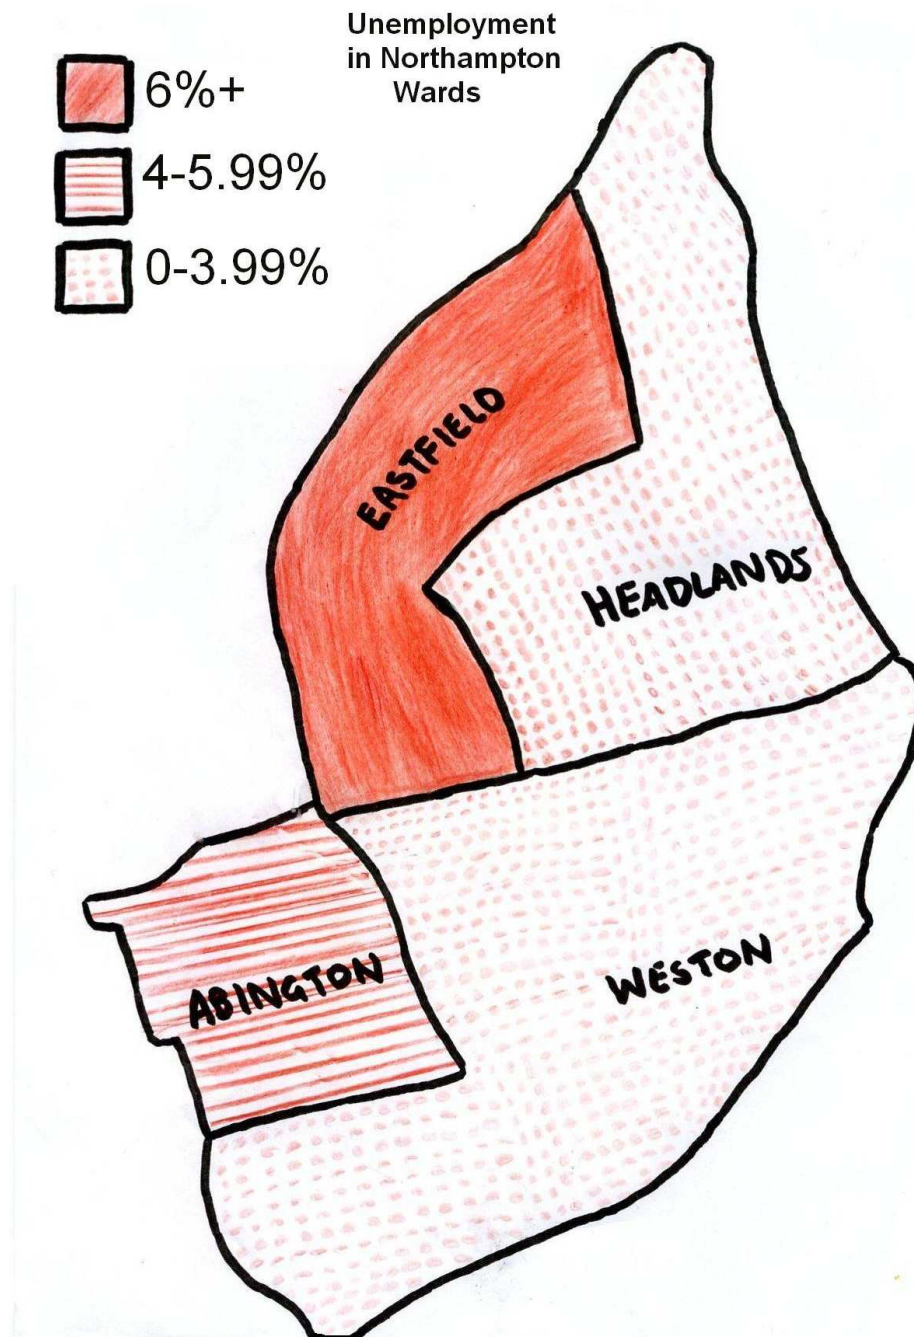 Unemployment
in Northampton
Wards
6%+
4-5.99%
0-3.99%
EASTFIELD
HEADLANDS
WESTON
ABINGTON